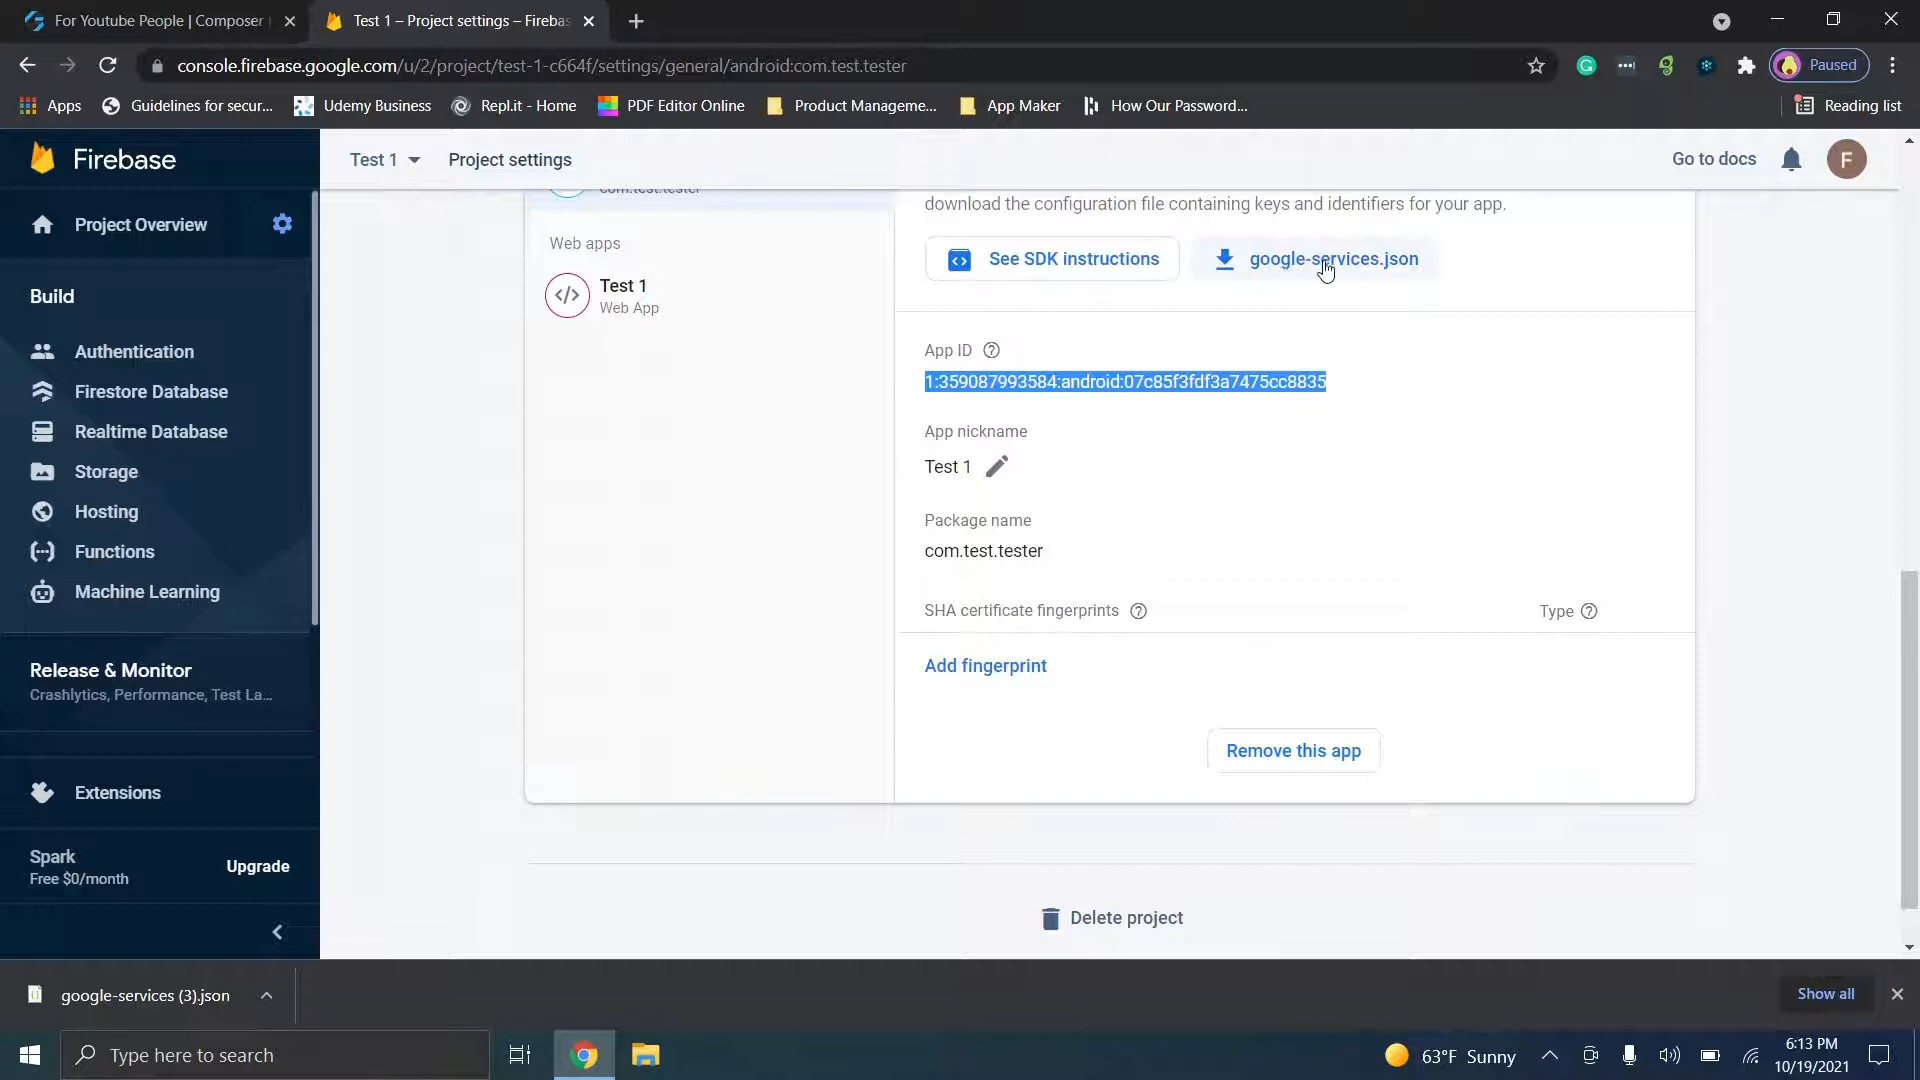 For Youtube People | Composer
Test 1 – Project settings – Firebas
console.firebase.google.com/u/2/project/test-1-c664f/settings/general/android:com.test.tester
Paused
Apps
Guidelines for secur...
Udemy Business
Repl.it - Home
PDF Editor Online
Product Manageme...
App Maker
How Our Password...
Reading list
Firebase
Test 1
Project settings
Go to docs
F
Project Overview
com.test.tester
download the configuration file containing keys and identifiers for your app.
Web apps
See SDK instructions
google-services.json
Test 1
Web App
Build
Authentication
Firestore Database
Realtime Database
Storage
Hosting
Functions
Machine Learning
App ID
1:359087993584:android:07c85f3fdf3a7475cc8835
App nickname
Test 1
Package name
com.test.tester
SHA certificate fingerprints
Type
Add fingerprint
Remove this app
Release & Monitor
Crashlytics, Performance, Test La...
Extensions
Spark
Free $0/month
Upgrade
Delete project
google-services (3).json
Show all
Type here to search
63°F Sunny
6:13 PM
10/19/2021